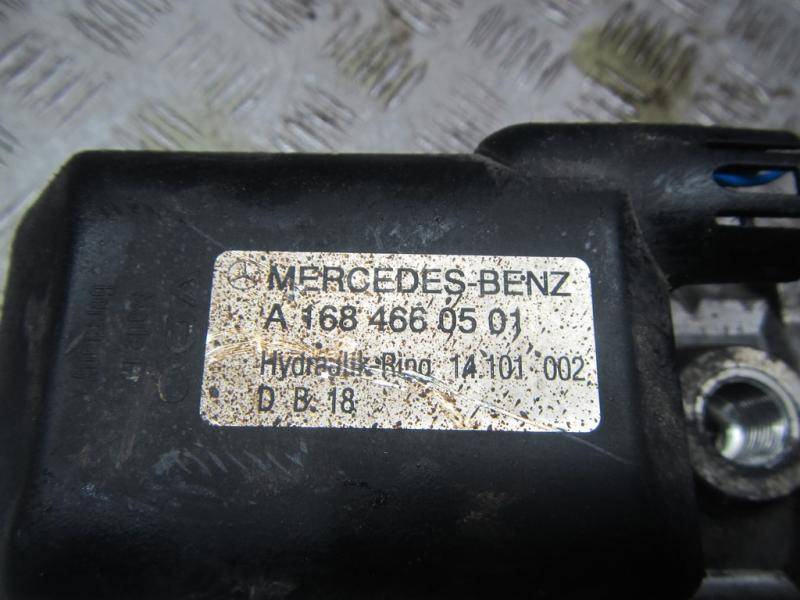 MERCEDES-BENZ
A 168 466 05 01
Hydraulik-Ring 14 101 002
D B. 18